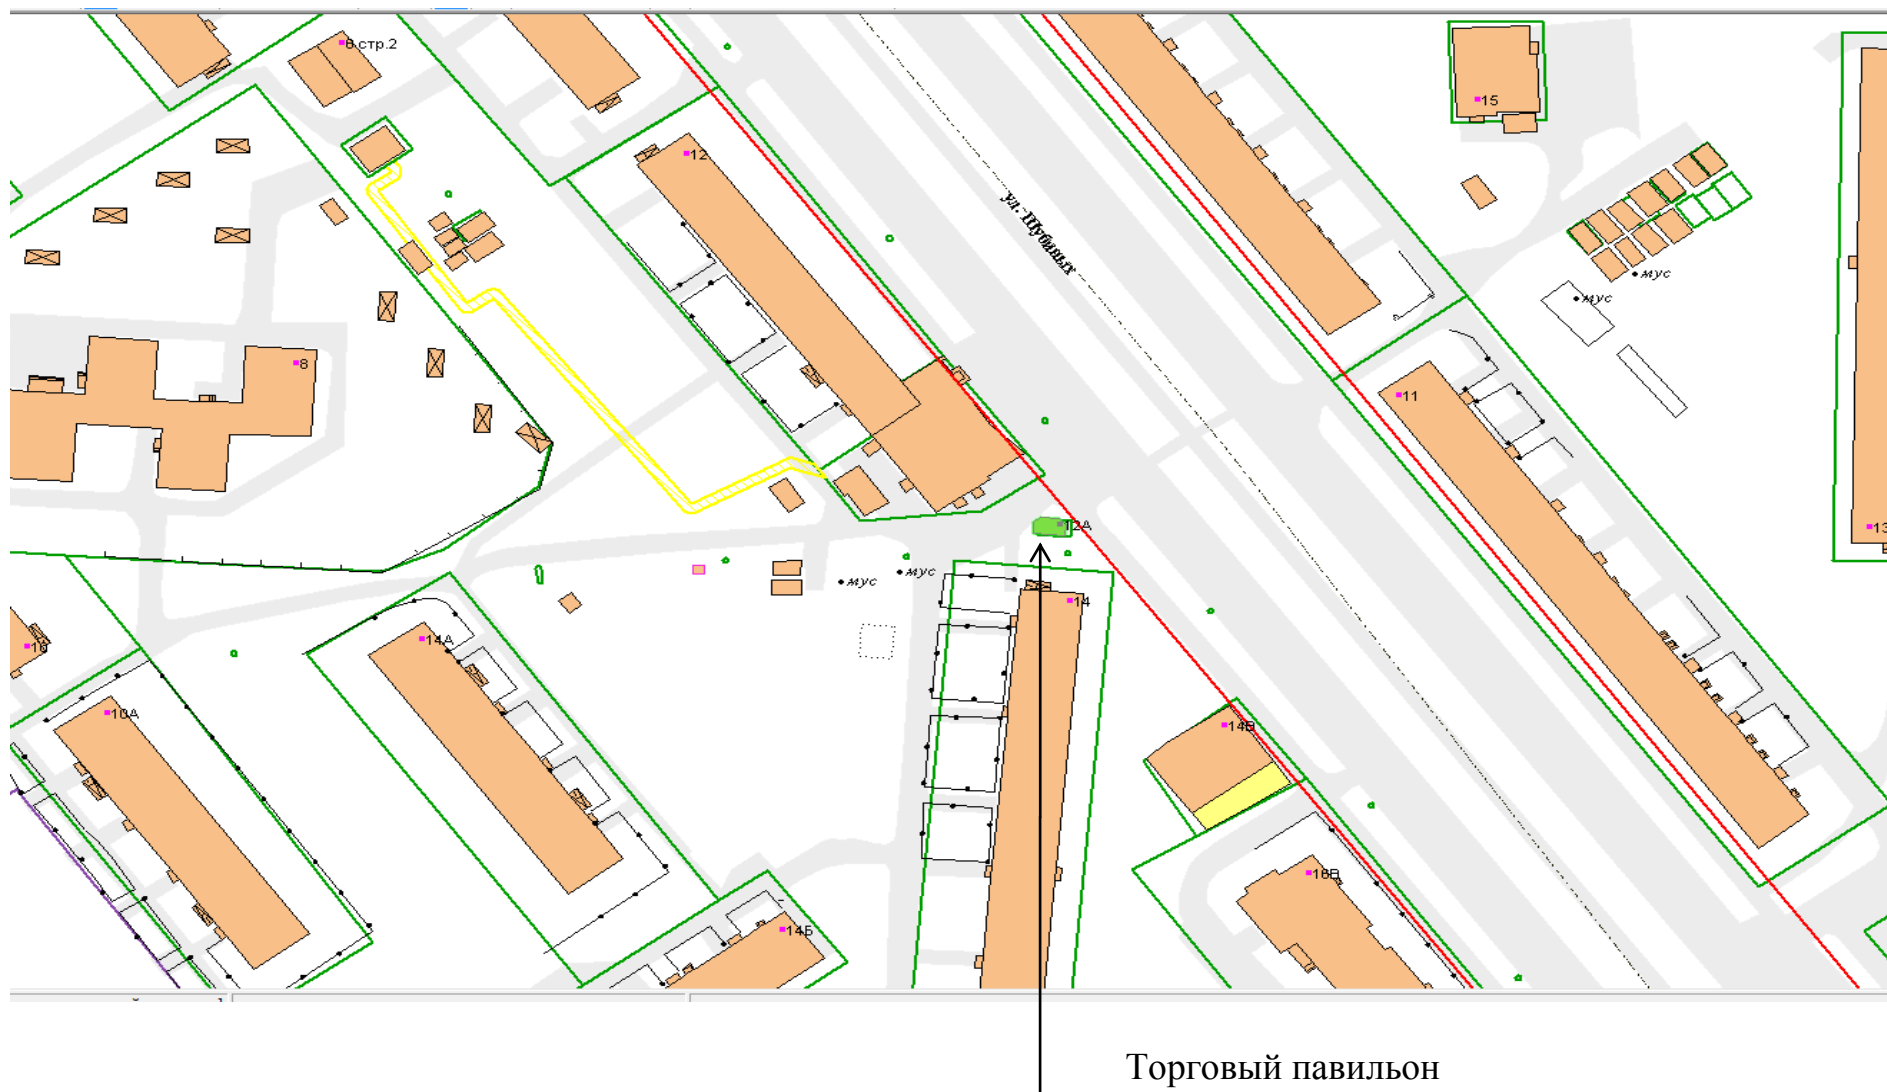 8 стр.2
12
15
ул. Шубиных
мус
мус
8
11
13
12А
мус
мус
14
14А
16
10А
14В
16В
14Б
Торговый павильон